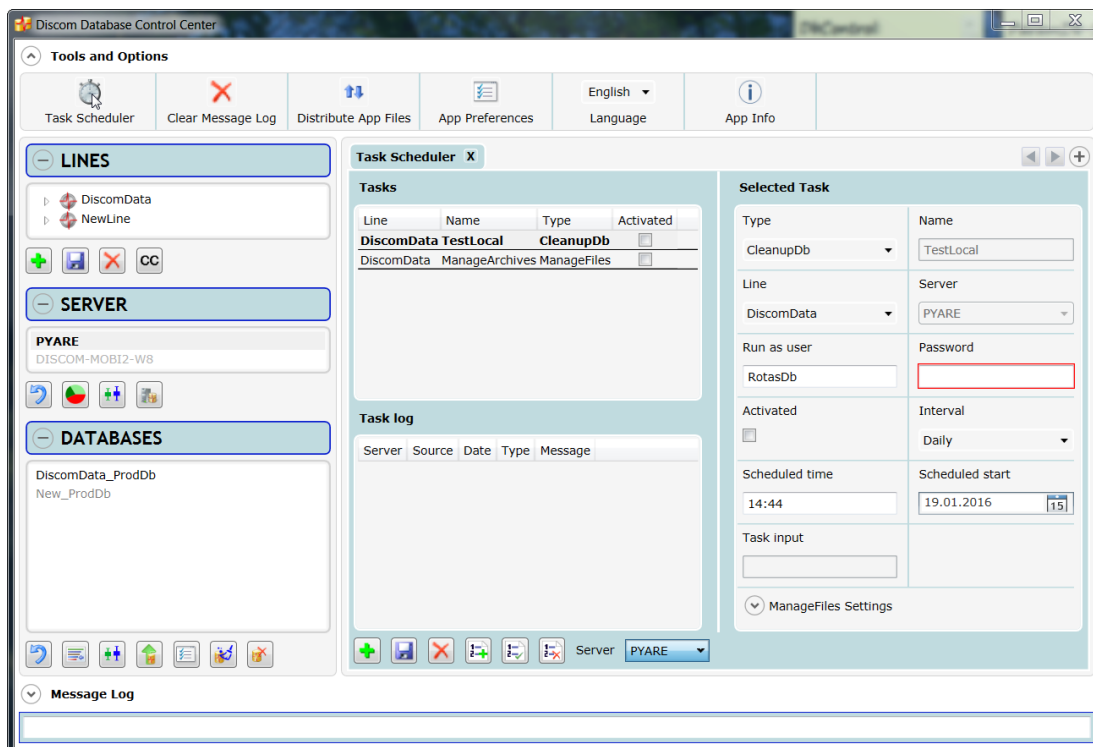 Discom Database Control Center
Tools and Options
Task Scheduler
Clear Message Log
Distribute App Files
App Preferences
English
Language
App Info
LINES
DiscomData
NewLine
CC
SERVER
PYARE
DISCOM-MOBI2-W8
DATABASES
DiscomData_ProdDb
New_ProdDb
Task Scheduler X
Tasks
Line Name Type Activated
DiscomData TestLocal CleanupDb
DiscomData ManageArchives ManageFiles
Task log
Server Source Date Type Message
Server PYARE
Selected Task
Type Name
CleanupDb TestLocal
Line Server
DiscomData PYARE
Run as user Password
RotasDb
Activated Interval
Daily
Scheduled time Scheduled start
14:44 19.01.2016 15
Task input
ManageFiles Settings
Message Log